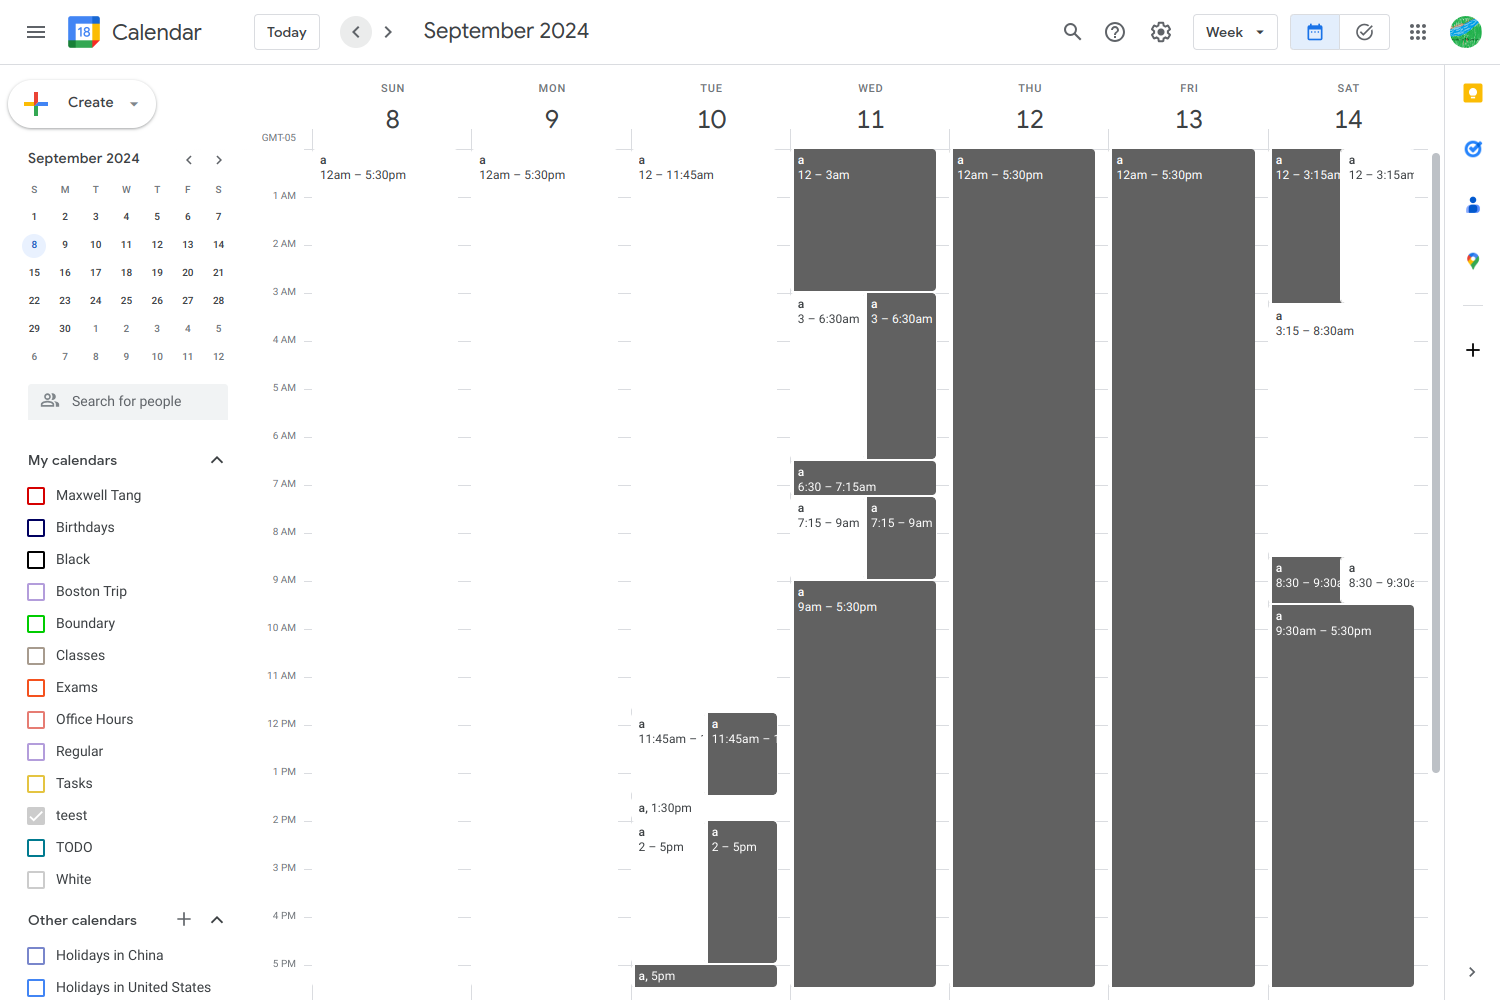 18 Calendar Today September 2024 Week
Create
September 2024
S M T W T F S
1 2 3 4 5 6 7
8 9 10 11 12 13 14
15 16 17 18 19 20 21
22 23 24 25 26 27 28
29 30 1 2 3 4 5
6 7 8 9 10 11 12
Search for people
My calendars
Maxwell Tang
Birthdays
Black
Boston Trip
Boundary
Classes
Exams
Office Hours
Regular
Tasks
teest
TODO
White
Other calendars
Holidays in China
Holidays in United States
SUN MON TUE WED THU FRI SAT
8 9 10 11 12 13 14
GMT-05
1 AM
2 AM
3 AM
4 AM
5 AM
6 AM
7 AM
8 AM
9 AM
10 AM
11 AM
12 PM
1 PM
2 PM
3 PM
4 PM
5 PM
a
12am – 5:30pm
a
12am – 5:30pm
a
12 – 11:45am
a
11:45am –
a
11:45am – 1
a, 1:30pm
a
2 – 5pm
a
2 – 5pm
a, 5pm
a
12 – 3am
a
3 – 6:30am
a
3 – 6:30am
a
6:30 – 7:15am
a
7:15 – 9am
a
7:15 – 9am
a
9am – 5:30pm
a
12am – 5:30pm
a
12am – 5:30pm
a
12 – 3:15am
a
12 – 3:15am
a
3:15 – 8:30am
a
8:30 – 9:30a
a
8:30 – 9:30a
a
9:30am – 5:30pm